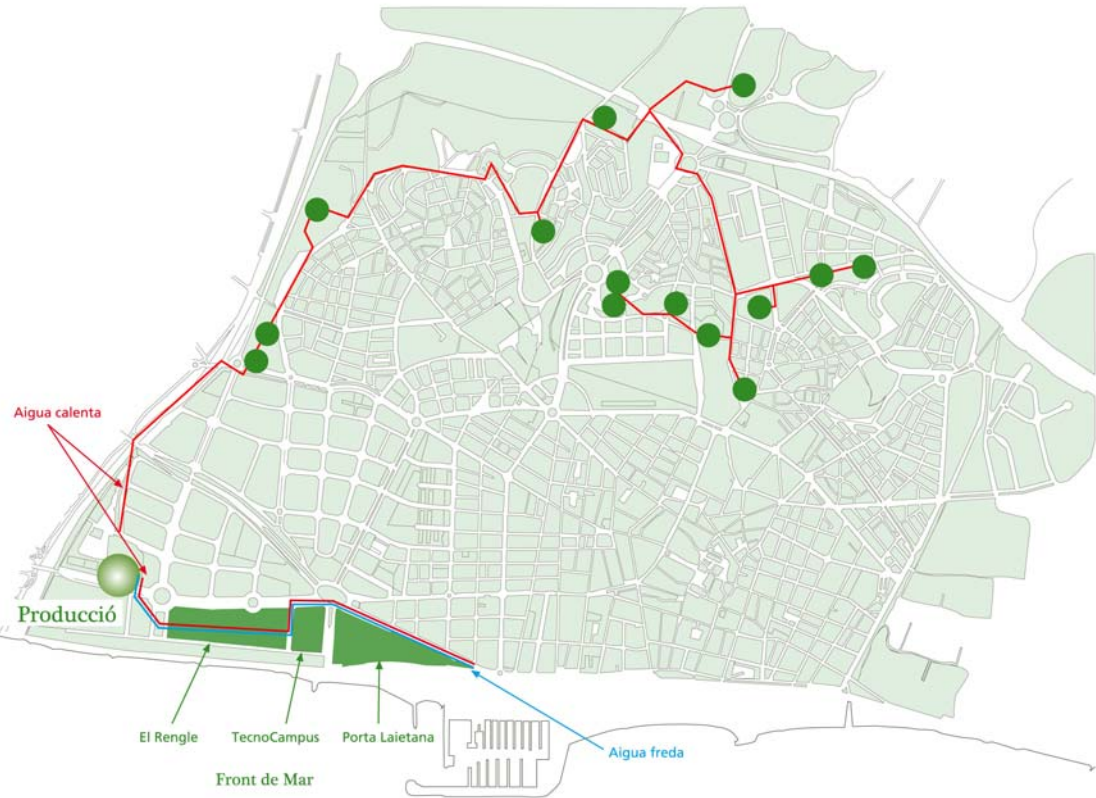 Aigua calenta
Producció
El Rengle
TecnoCampus
Porta Laietana
Aigua freda
Front de Mar